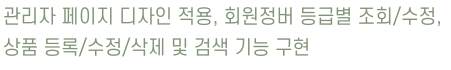 관리자 페이지 디자인 적용, 회원정버 등급별 조회/수정,
상품 등록/수정/삭제 및 검색 기능 구현